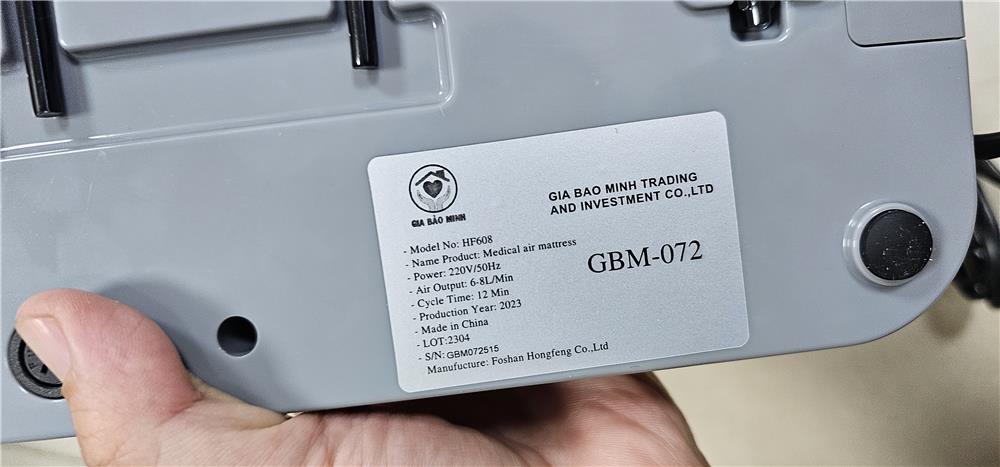 GIA BẢO MINH
GIA BAO MINH TRADING
AND INVESTMENT CO.,LTD
GBM-072
- Model No: HF608
- Name Product: Medical air mattress
- Power: 220V/50Hz
- Air Output: 6-8L/Min
- Cycle Time: 12 Min
- Production Year: 2023
- Made in China
- LOT:2304
- S/N: GBM072515
Manufacture: Foshan Hongfeng Co.,Ltd